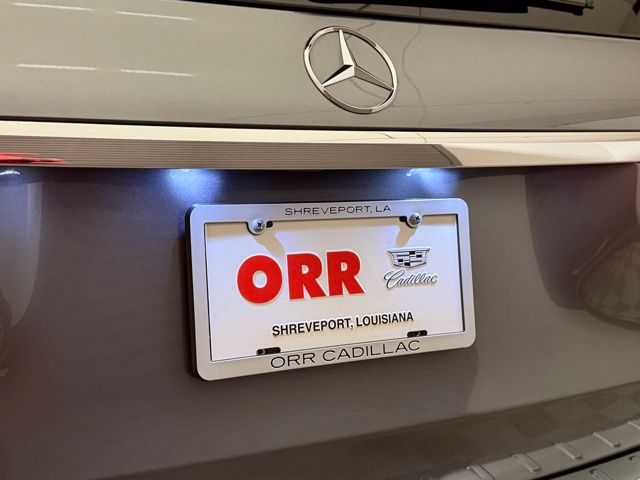 SHREVEPORT, LA
ORR
Cadillac
SHREVEPORT, LOUISIANA
ORR CADILLAC